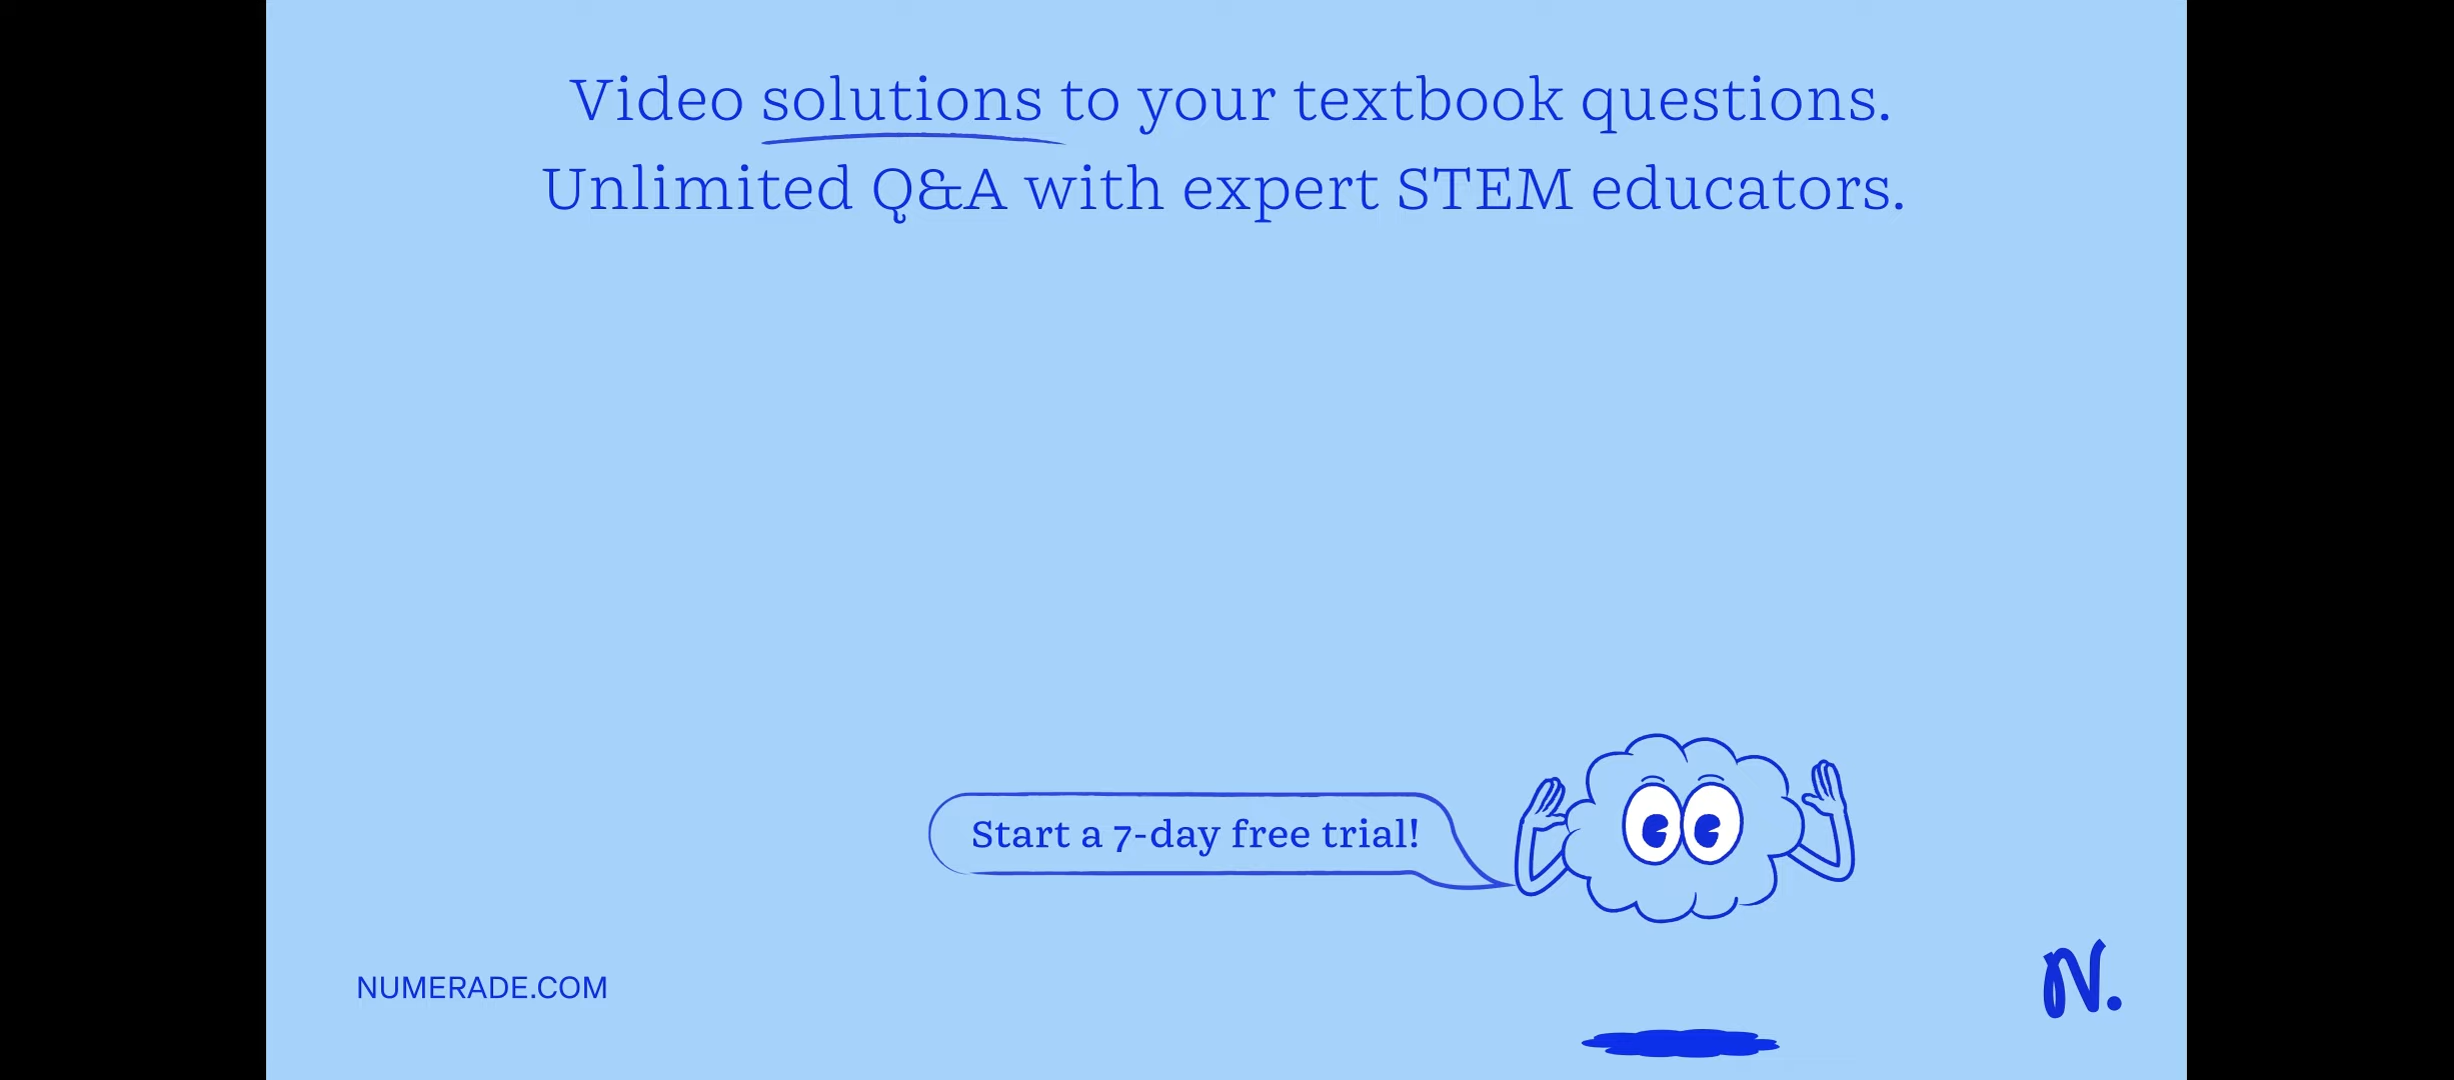 Video solutions to your textbook questions.
Unlimited Q&A with expert STEM educators.
Start a 7-day free trial!
NUMERADE.COM
N.